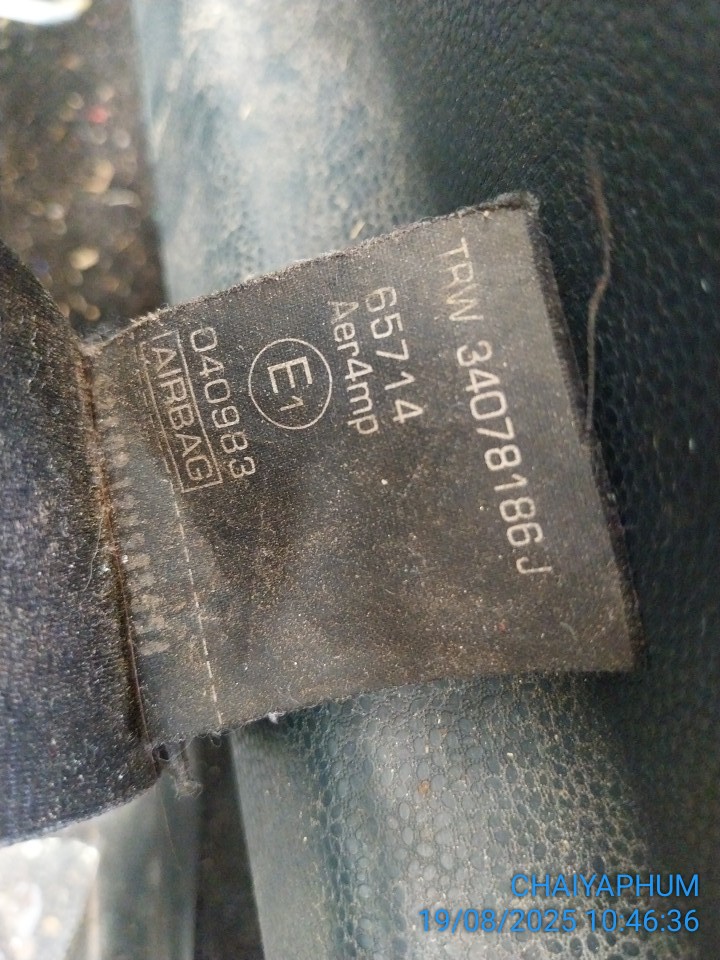 TRW 34078186J
65714
Aer4mp
E1
040983
AIRBAG
CHAIYAPHUM
19/08/2025 10:46:36